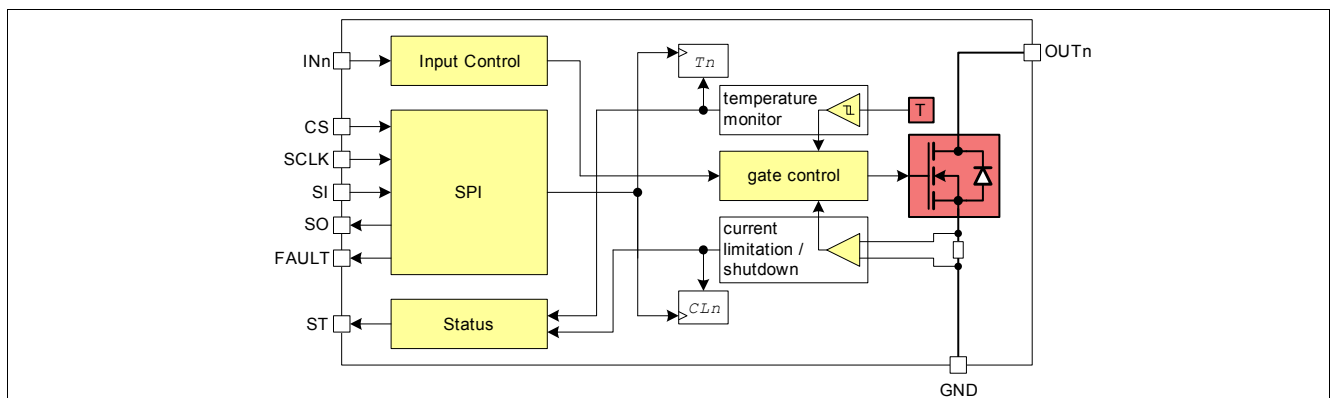 INn
Input Control
Tn
OUTn
temperature
monitor
T
CS
SCLK
SI
SO
FAULT
SPI
gate control
current
limitation /
shutdown
CLn
ST
Status
GND